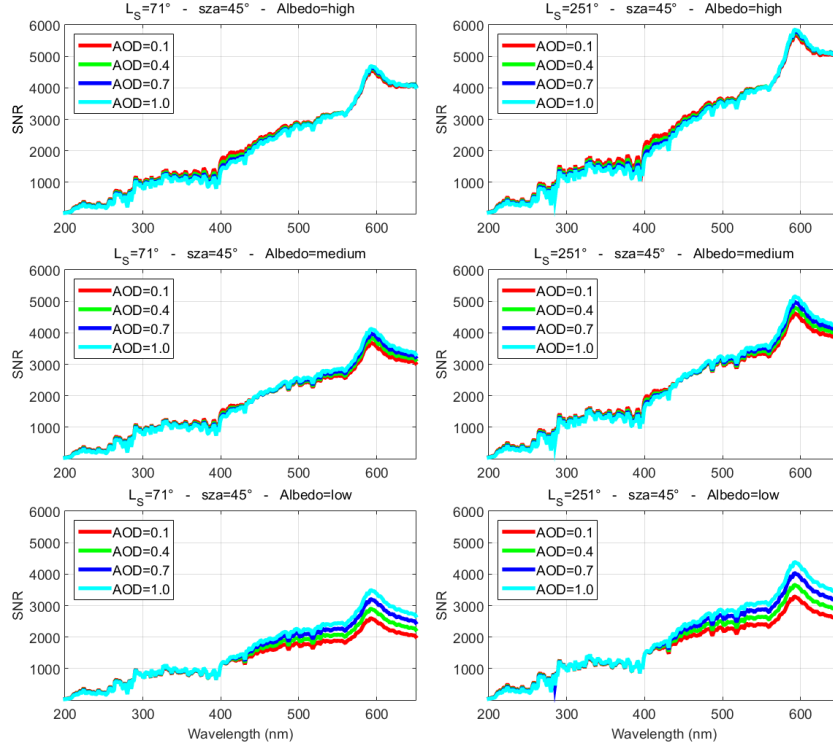 L_S=71° - sza=45° - Albedo=high
SNR
6000
5000
4000
3000
2000
1000
200
300
400
500
600
AOD=0.1
AOD=0.4
AOD=0.7
AOD=1.0
L_S=251° - sza=45° - Albedo=high
SNR
6000
5000
4000
3000
2000
1000
200
300
400
500
600
AOD=0.1
AOD=0.4
AOD=0.7
AOD=1.0
L_S=71° - sza=45° - Albedo=medium
SNR
6000
5000
4000
3000
2000
1000
200
300
400
500
600
AOD=0.1
AOD=0.4
AOD=0.7
AOD=1.0
L_S=251° - sza=45° - Albedo=medium
SNR
6000
5000
4000
3000
2000
1000
200
300
400
500
600
AOD=0.1
AOD=0.4
AOD=0.7
AOD=1.0
L_S=71° - sza=45° - Albedo=low
SNR
6000
5000
4000
3000
2000
1000
200
300
400
500
600
Wavelength (nm)
AOD=0.1
AOD=0.4
AOD=0.7
AOD=1.0
L_S=251° - sza=45° - Albedo=low
SNR
6000
5000
4000
3000
2000
1000
200
300
400
500
600
Wavelength (nm)
AOD=0.1
AOD=0.4
AOD=0.7
AOD=1.0